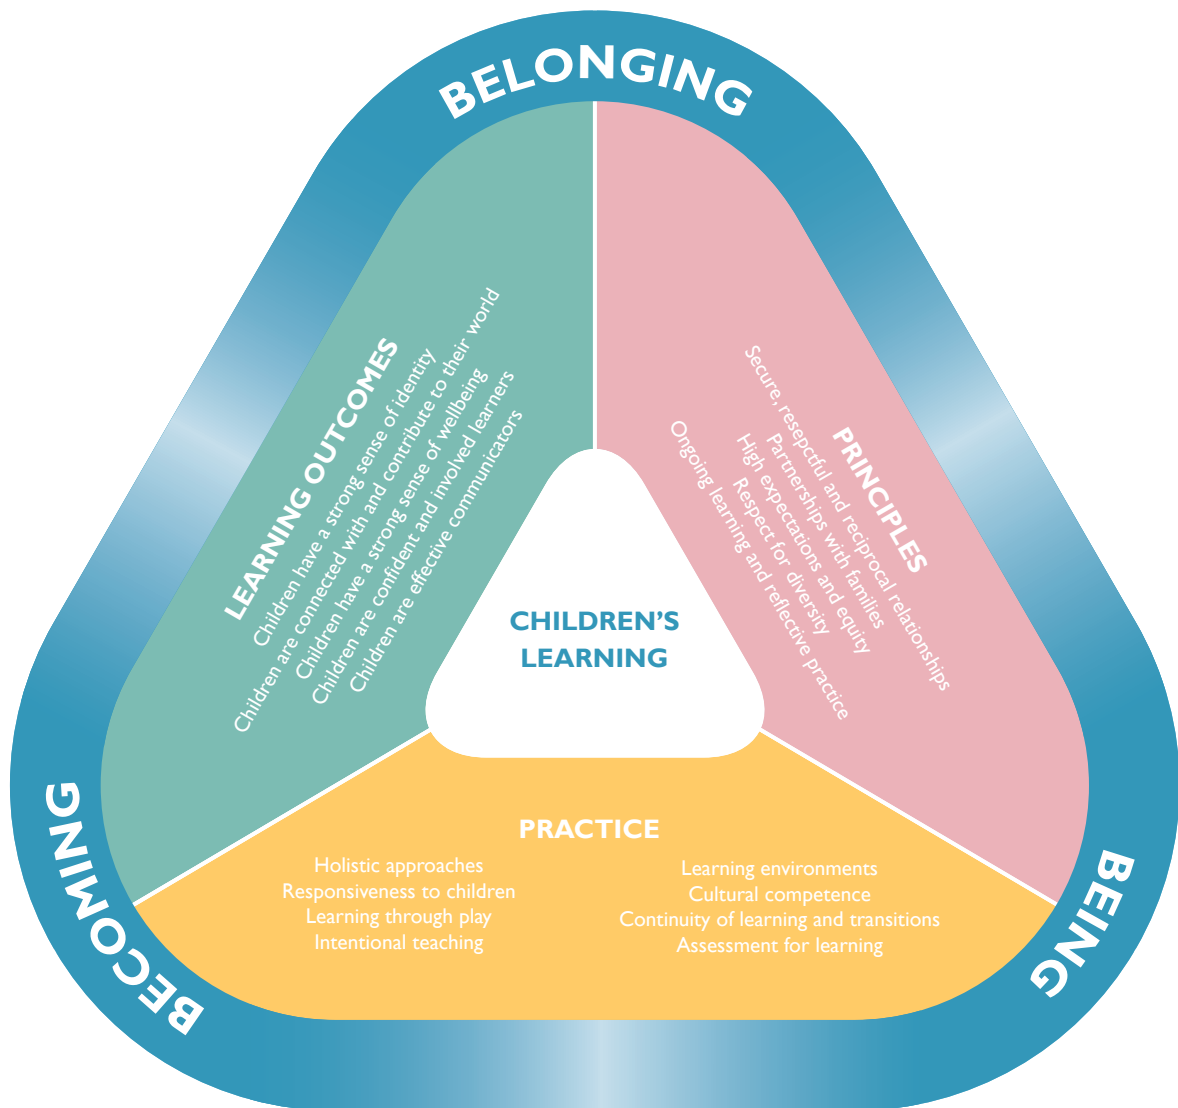 BELONGING
LEARNING OUTCOMES
Children have a strong sense of identity
Children are connected with and contribute to their world
Children have a strong sense of wellbeing
Children are confident and involved learners
Children are effective communicators
PRINCIPLES
Secure, resepctful and reciprocal relationships
Partnerships with families
High expectations and equity
Respect for diversity
Ongoing learning and reflective practice
CHILDREN’S
LEARNING
PRACTICE
Holistic approaches
Responsiveness to children
Learning through play
Intentional teaching
Learning environments
Cultural competence
Continuity of learning and transitions
Assessment for learning
BECOMING
BEING